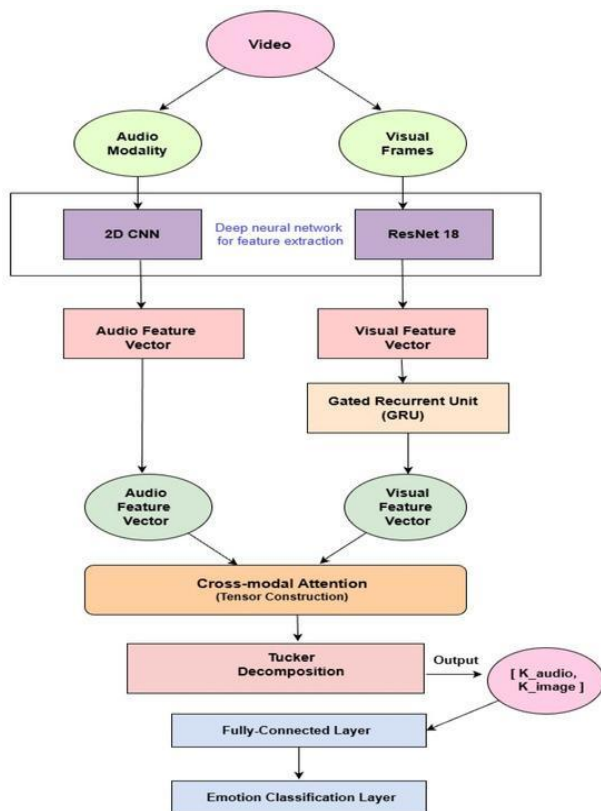 Video
Audio
Modality
Visual
Frames
2D CNN
Deep neural network
for feature extraction
ResNet 18
Audio Feature
Vector
Visual Feature
Vector
Gated Recurrent Unit
(GRU)
Audio
Feature
Vector
Visual
Feature
Vector
Cross-modal Attention
(Tensor Construction)
Tucker
Decomposition
Output
[ K_audio,
K_image ]
Fully-Connected Layer
Emotion Classification Layer